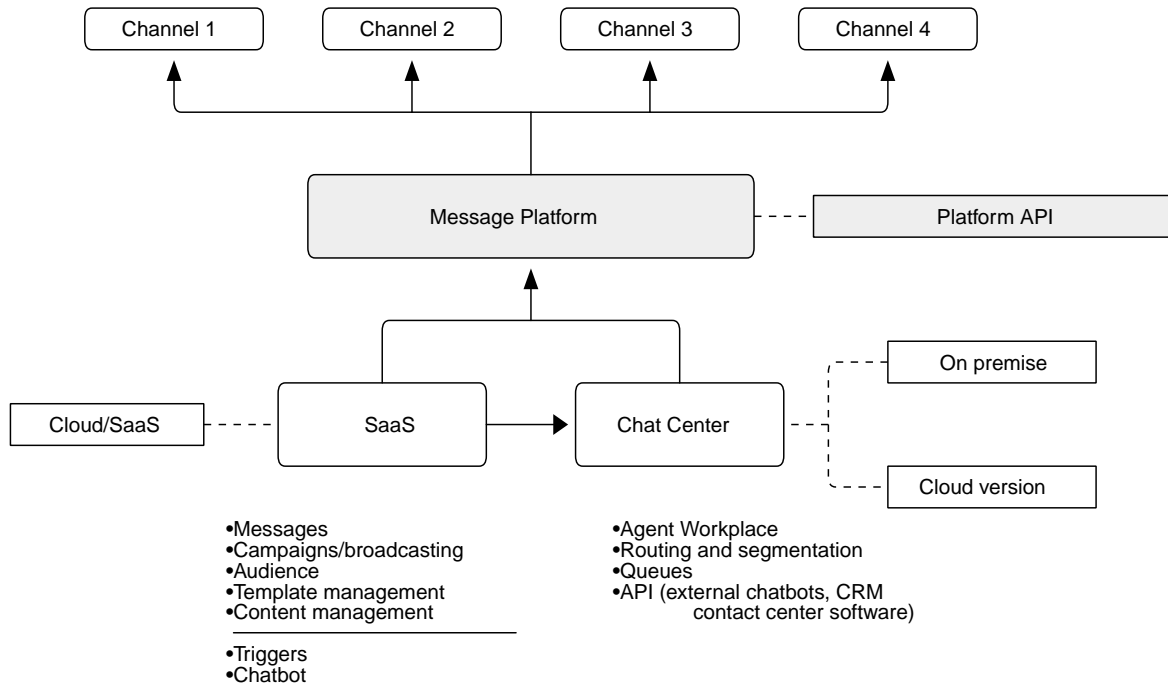 Channel 1
Channel 2
Channel 3
Channel 4
Message Platform
Platform API
On premise
Cloud/SaaS
SaaS
Chat Center
Cloud version
•Messages
•Campaigns/broadcasting
•Audience
•Template management
•Content management
•Triggers
•Chatbot
•Agent Workplace
•Routing and segmentation
•Queues
•API (external chatbots, CRM
contact center software)